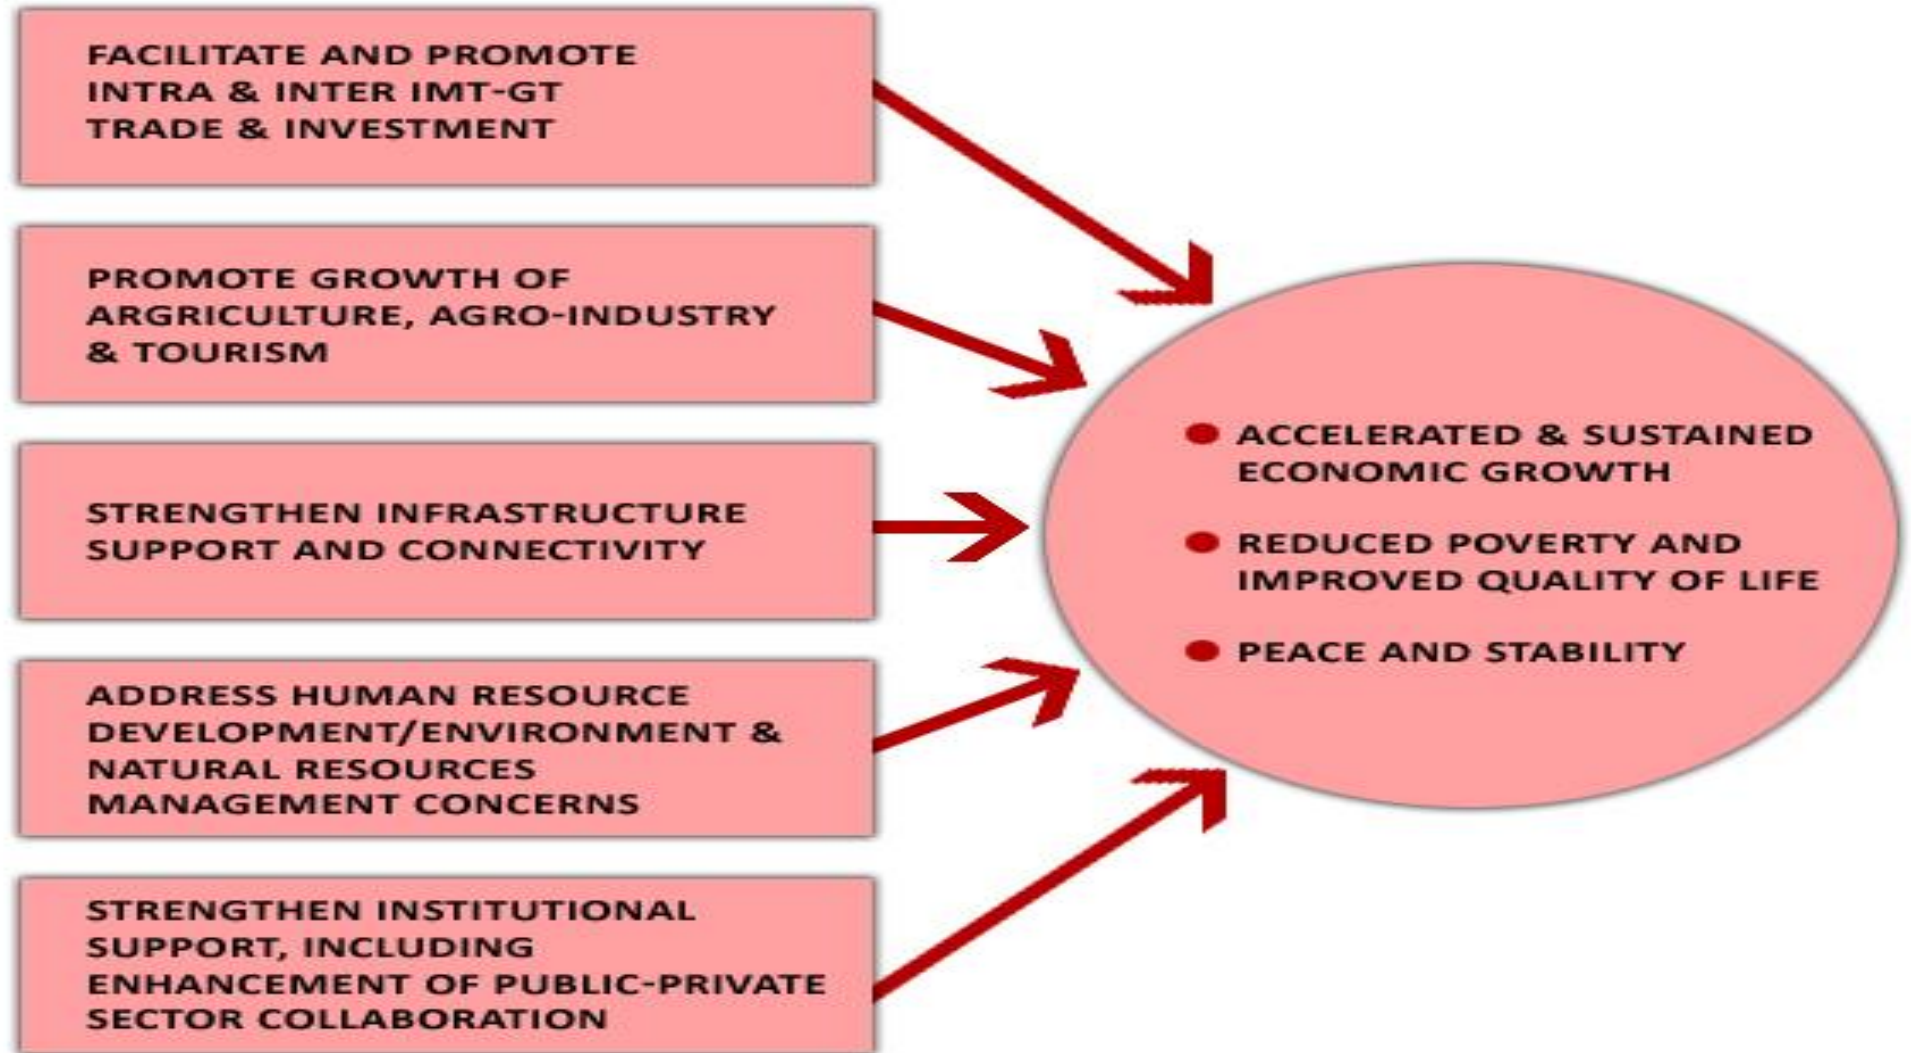 FACILITATE AND PROMOTE
INTRA & INTER IMT-GT
TRADE & INVESTMENT
PROMOTE GROWTH OF
ARGRICULTURE, AGRO-INDUSTRY
& TOURISM
STRENGTHEN INFRASTRUCTURE
SUPPORT AND CONNECTIVITY
ADDRESS HUMAN RESOURCE
DEVELOPMENT/ENVIRONMENT &
NATURAL RESOURCES
MANAGEMENT CONCERNS
STRENGTHEN INSTITUTIONAL
SUPPORT, INCLUDING
ENHANCEMENT OF PUBLIC-PRIVATE
SECTOR COLLABORATION
● ACCELERATED & SUSTAINED
ECONOMIC GROWTH
● REDUCED POVERTY AND
IMPROVED QUALITY OF LIFE
● PEACE AND STABILITY